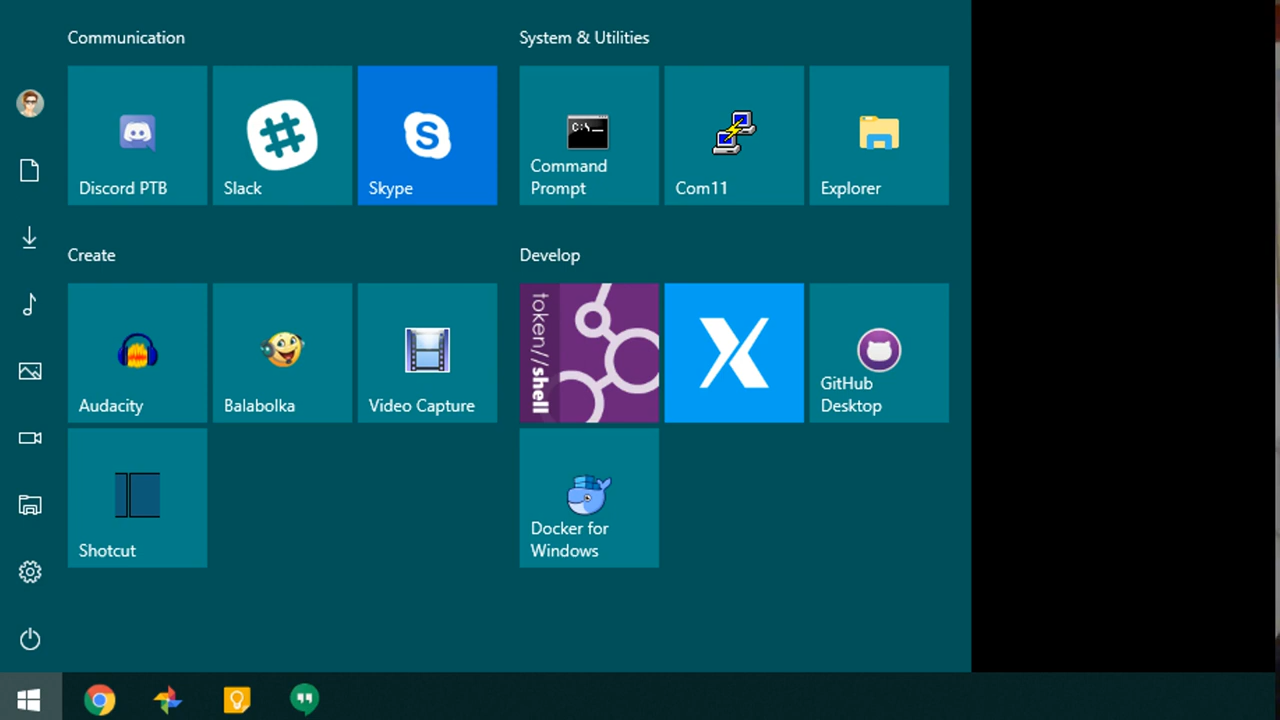 Communication
System & Utilities
Discord PTB
Slack
Skype
C:\_
Command
Prompt
Com11
Explorer
Create
Develop
Audacity
Balabolka
Video Capture
token//shell
GitHub
Desktop
Shotcut
Docker for
Windows